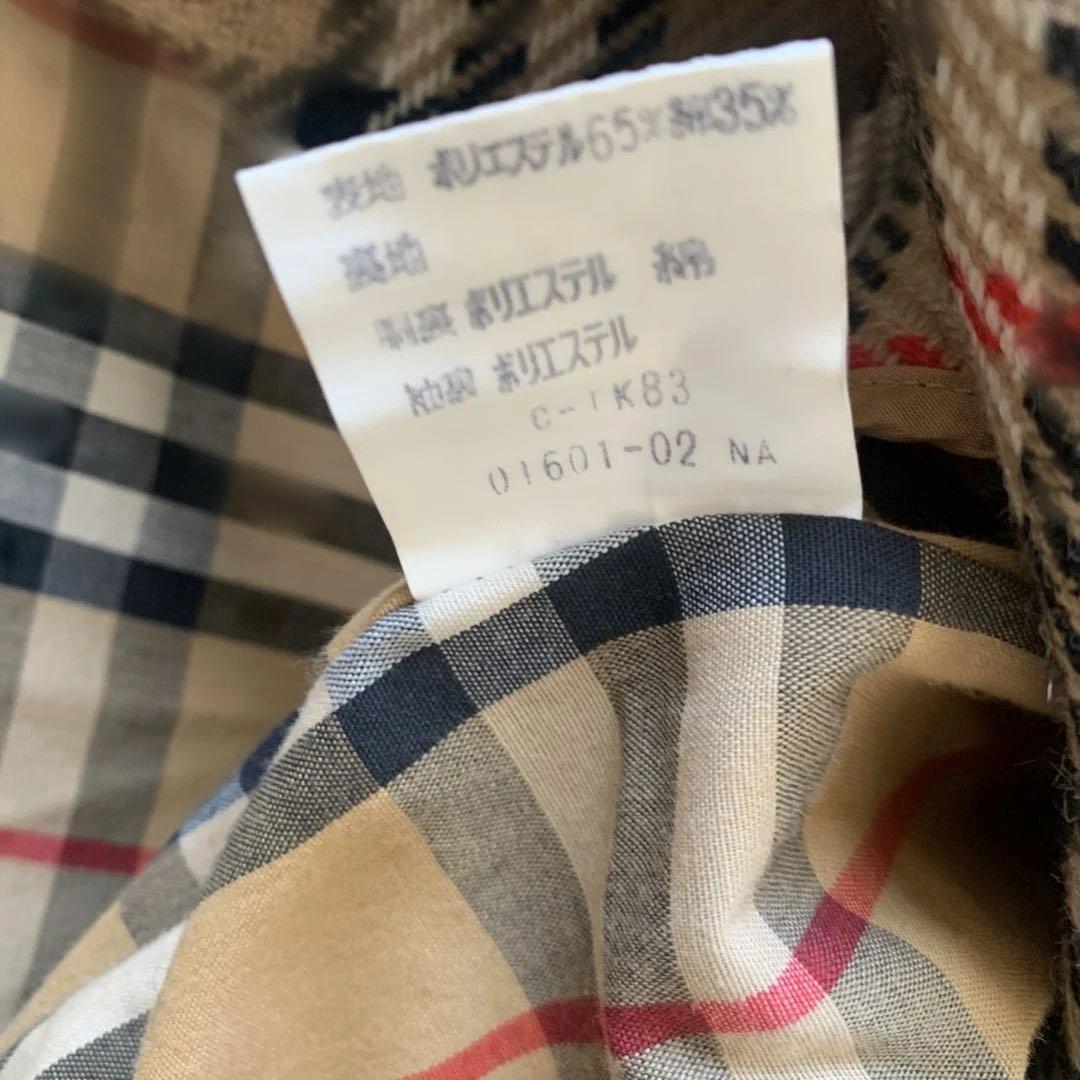 表地 ポリエステル65% 綿35%
裏地
胴裏 ポリエステル 綿
袖裏 ポリエステル
C-TK83
01601-02 NA